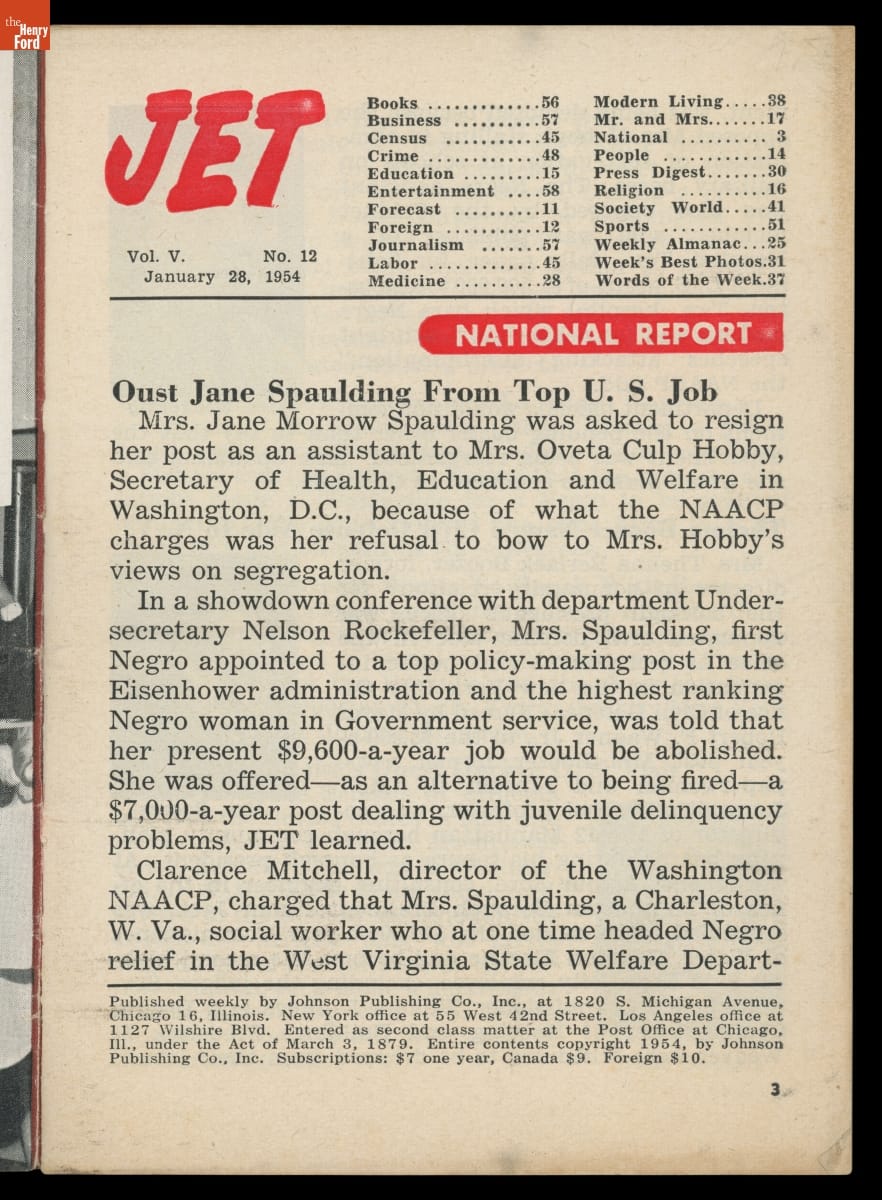 the
Henry
Ford
JET
Vol. V. No. 12
January 28, 1954
Books .............56
Business ..........57
Census ...........45
Crime .............48
Education .........15
Entertainment ....58
Forecast ..........11
Foreign ...........12
Journalism .......57
Labor .............45
Medicine ..........28
Modern Living.....38
Mr. and Mrs.......17
National .......... 3
People ............14
Press Digest.......30
Religion ..........16
Society World.....41
Sports ............51
Weekly Almanac...25
Week's Best Photos.31
Words of the Week.37
NATIONAL REPORT
Oust Jane Spaulding From Top U. S. Job
Mrs. Jane Morrow Spaulding was asked to resign
her post as an assistant to Mrs. Oveta Culp Hobby,
Secretary of Health, Education and Welfare in
Washington, D.C., because of what the NAACP
charges was her refusal to bow to Mrs. Hobby's
views on segregation.
In a showdown conference with department Under-
secretary Nelson Rockefeller, Mrs. Spaulding, first
Negro appointed to a top policy-making post in the
Eisenhower administration and the highest ranking
Negro woman in Government service, was told that
her present $9,600-a-year job would be abolished.
She was offered—as an alternative to being fired—a
$7,000-a-year post dealing with juvenile delinquency
problems, JET learned.
Clarence Mitchell, director of the Washington
NAACP, charged that Mrs. Spaulding, a Charleston,
W. Va., social worker who at one time headed Negro
relief in the West Virginia State Welfare Depart-
Published weekly by Johnson Publishing Co., Inc., at 1820 S. Michigan Avenue,
Chicago 16, Illinois. New York office at 55 West 42nd Street. Los Angeles office at
1127 Wilshire Blvd. Entered as second class matter at the Post Office at Chicago,
Ill., under the Act of March 3, 1879. Entire contents copyright 1954, by Johnson
Publishing Co., Inc. Subscriptions: $7 one year, Canada $9. Foreign $10.
3